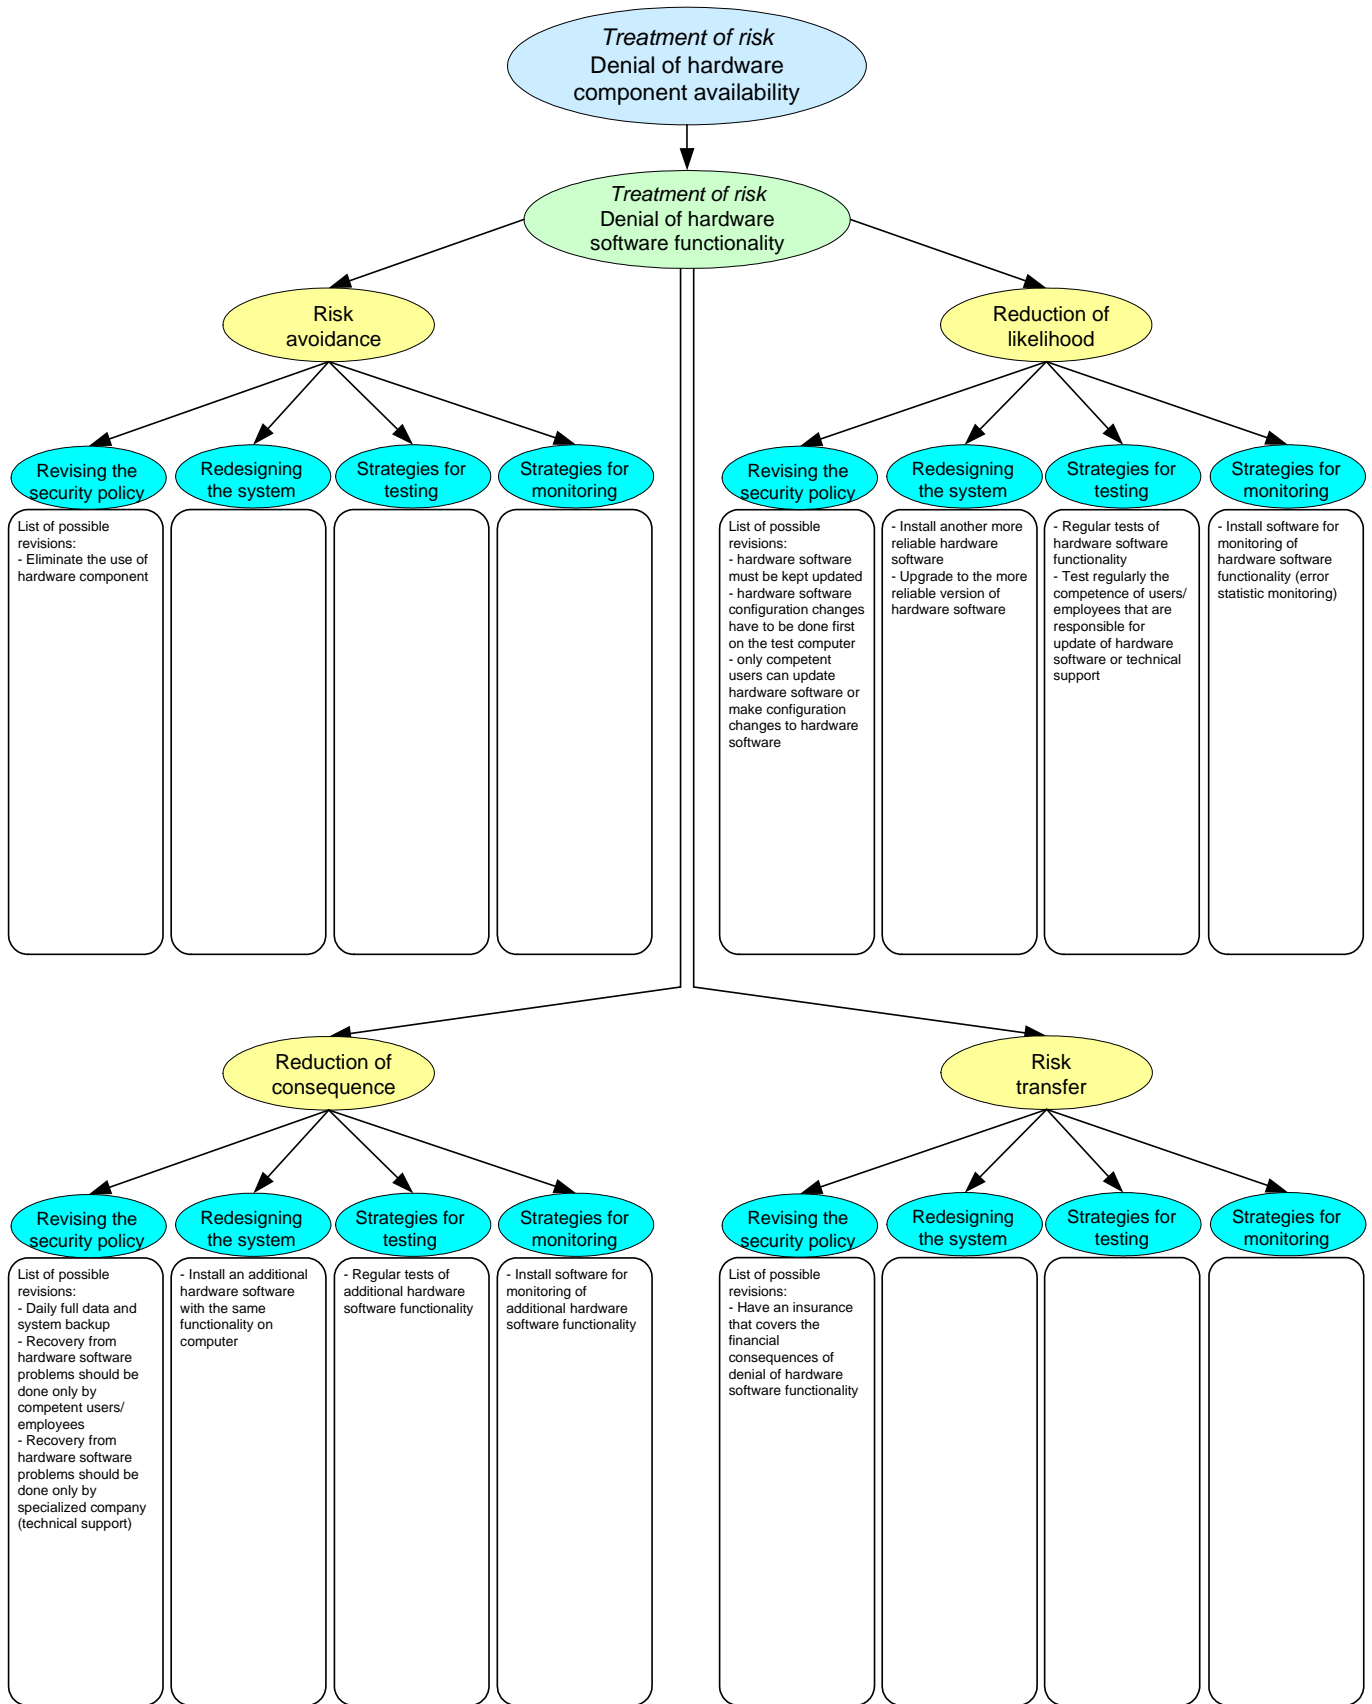 Treatment of risk
Denial of hardware
component availability
Treatment of risk
Denial of hardware
software functionality
Risk
avoidance
Reduction of
likelihood
Revising the
security policy
Redesigning
the system
Strategies for
testing
Strategies for
monitoring
Revising the
security policy
Redesigning
the system
Strategies for
testing
Strategies for
monitoring
List of possible
revisions:
- Eliminate the use of
hardware component
List of possible
revisions:
- hardware software
must be kept updated
- hardware software
configuration changes
have to be done first
on the test computer
- only competent
users can update
hardware software or
make configuration
changes to hardware
software
- Install another more
reliable hardware
software
- Upgrade to the more
reliable version of
hardware software
- Regular tests of
hardware software
functionality
- Test regularly the
competence of users/
employees that are
responsible for
update of hardware
software or technical
support
- Install software for
monitoring of
hardware software
functionality (error
statistic monitoring)
Reduction of
consequence
Risk
transfer
Revising the
security policy
Redesigning
the system
Strategies for
testing
Strategies for
monitoring
Revising the
security policy
Redesigning
the system
Strategies for
testing
Strategies for
monitoring
List of possible
revisions:
- Daily full data and
system backup
- Recovery from
hardware software
problems should be
done only by
competent users/
employees
- Recovery from
hardware software
problems should be
done only by
specialized company
(technical support)
- Install an additional
hardware software
with the same
functionality on
computer
- Regular tests of
additional hardware
software functionality
- Install software for
monitoring of
additional hardware
software functionality
List of possible
revisions:
- Have an insurance
that covers the
financial
consequences of
denial of hardware
software functionality